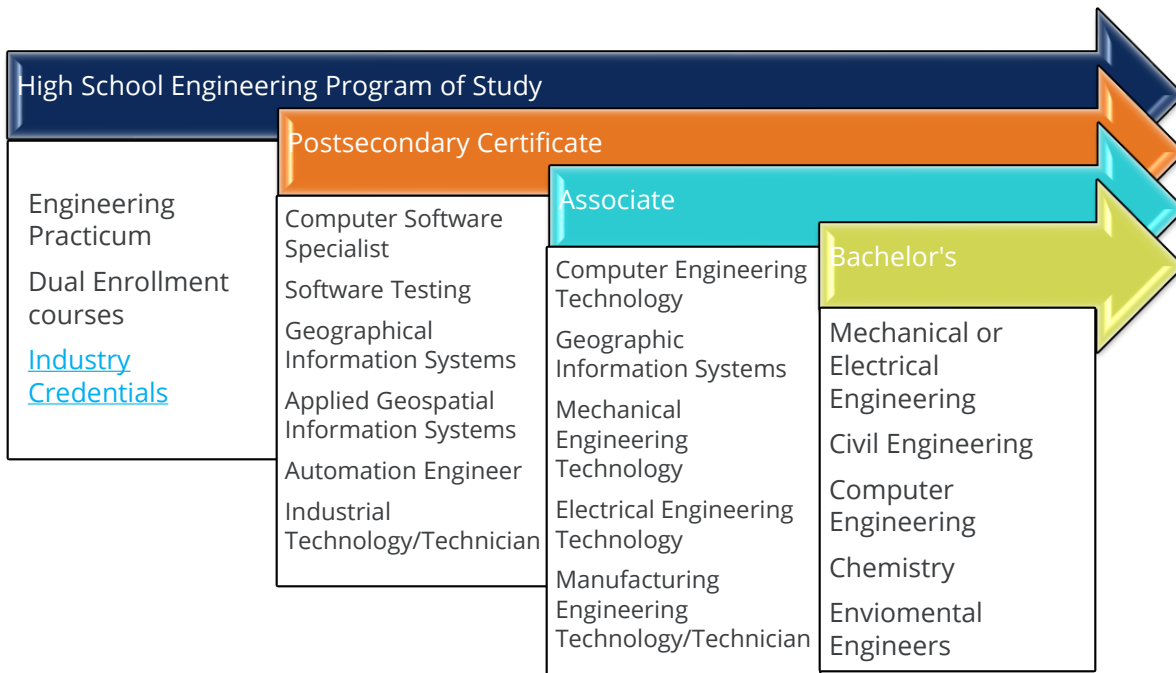 High School Engineering Program of Study
Engineering
Practicum
Dual Enrollment
courses
Industry
Credentials
Postsecondary Certificate
Computer Software
Specialist
Software Testing
Geographical
Information Systems
Applied Geospatial
Information Systems
Automation Engineer
Industrial
Technology/Technician
Associate
Computer Engineering
Technology
Geographic
Information Systems
Mechanical
Engineering
Technology
Electrical Engineering
Technology
Manufacturing
Engineering
Technology/Technician
Bachelor's
Mechanical or
Electrical
Engineering
Civil Engineering
Computer
Engineering
Chemistry
Enviomental
Engineers